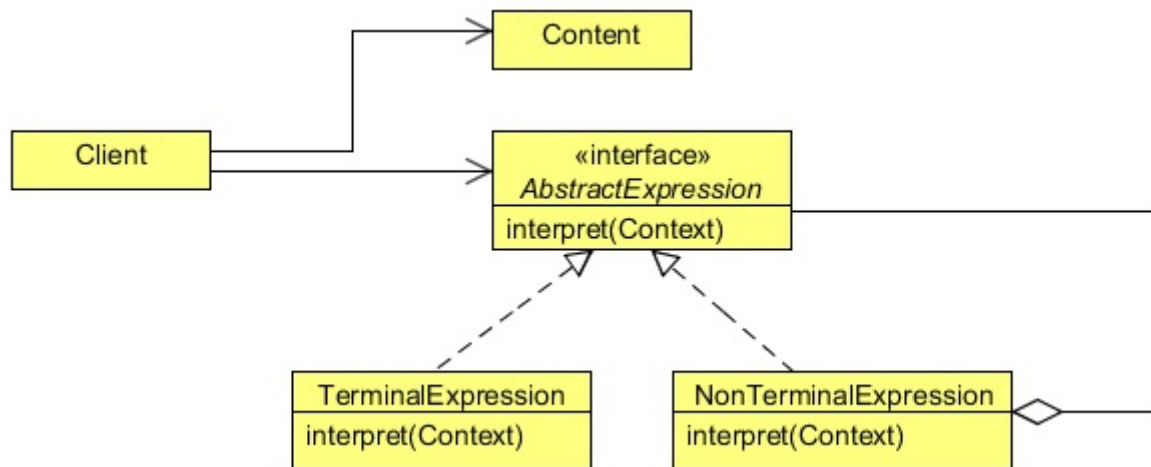 Content
Client
«interface»
AbstractExpression
interpret(Context)
TerminalExpression
interpret(Context)
NonTerminalExpression
interpret(Context)